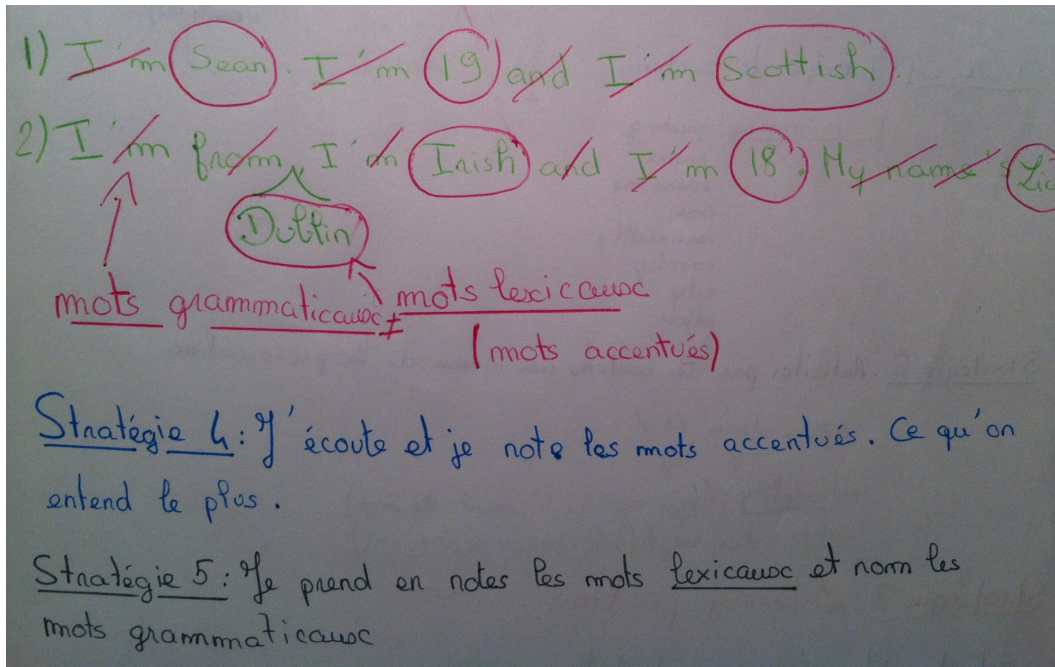 1) I'm Sean. I'm 19 and I'm Scottish.
2) I'm from, I'm Irish and I'm 18. My name's
Dublin
mots grammaticaux ≠ mots lexicaux
(mots accentués)
Stratégie 4 : J'écoute et je note les mots accentués. Ce qu'on
entend le plus.
Stratégie 5 : Je prend en notes les mots lexicaux et nom les
mots grammaticaux